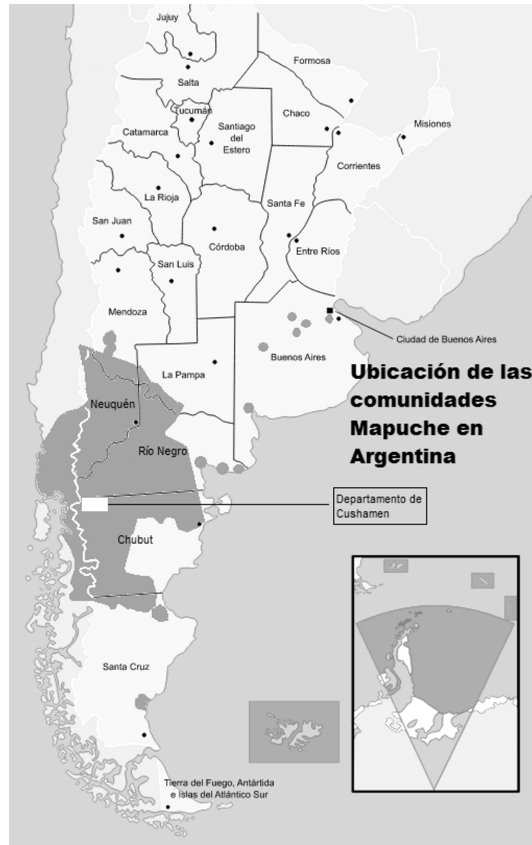 Jujuy
Formosa
Salta
Tucumán
Chaco
Misiones
Catamarca
Santiago
del
Estero
Corrientes
La Rioja
Santa Fe
San Juan
Córdoba
Entre Ríos
San Luis
Mendoza
Ciudad de Buenos Aires
Buenos Aires
La Pampa
Ubicación de las
comunidades
Mapuche en
Argentina
Neuquén
Río Negro
Departamento de
Cushamen
Chubut
Santa Cruz
Tierra del Fuego, Antártida
e Islas del Atlántico Sur